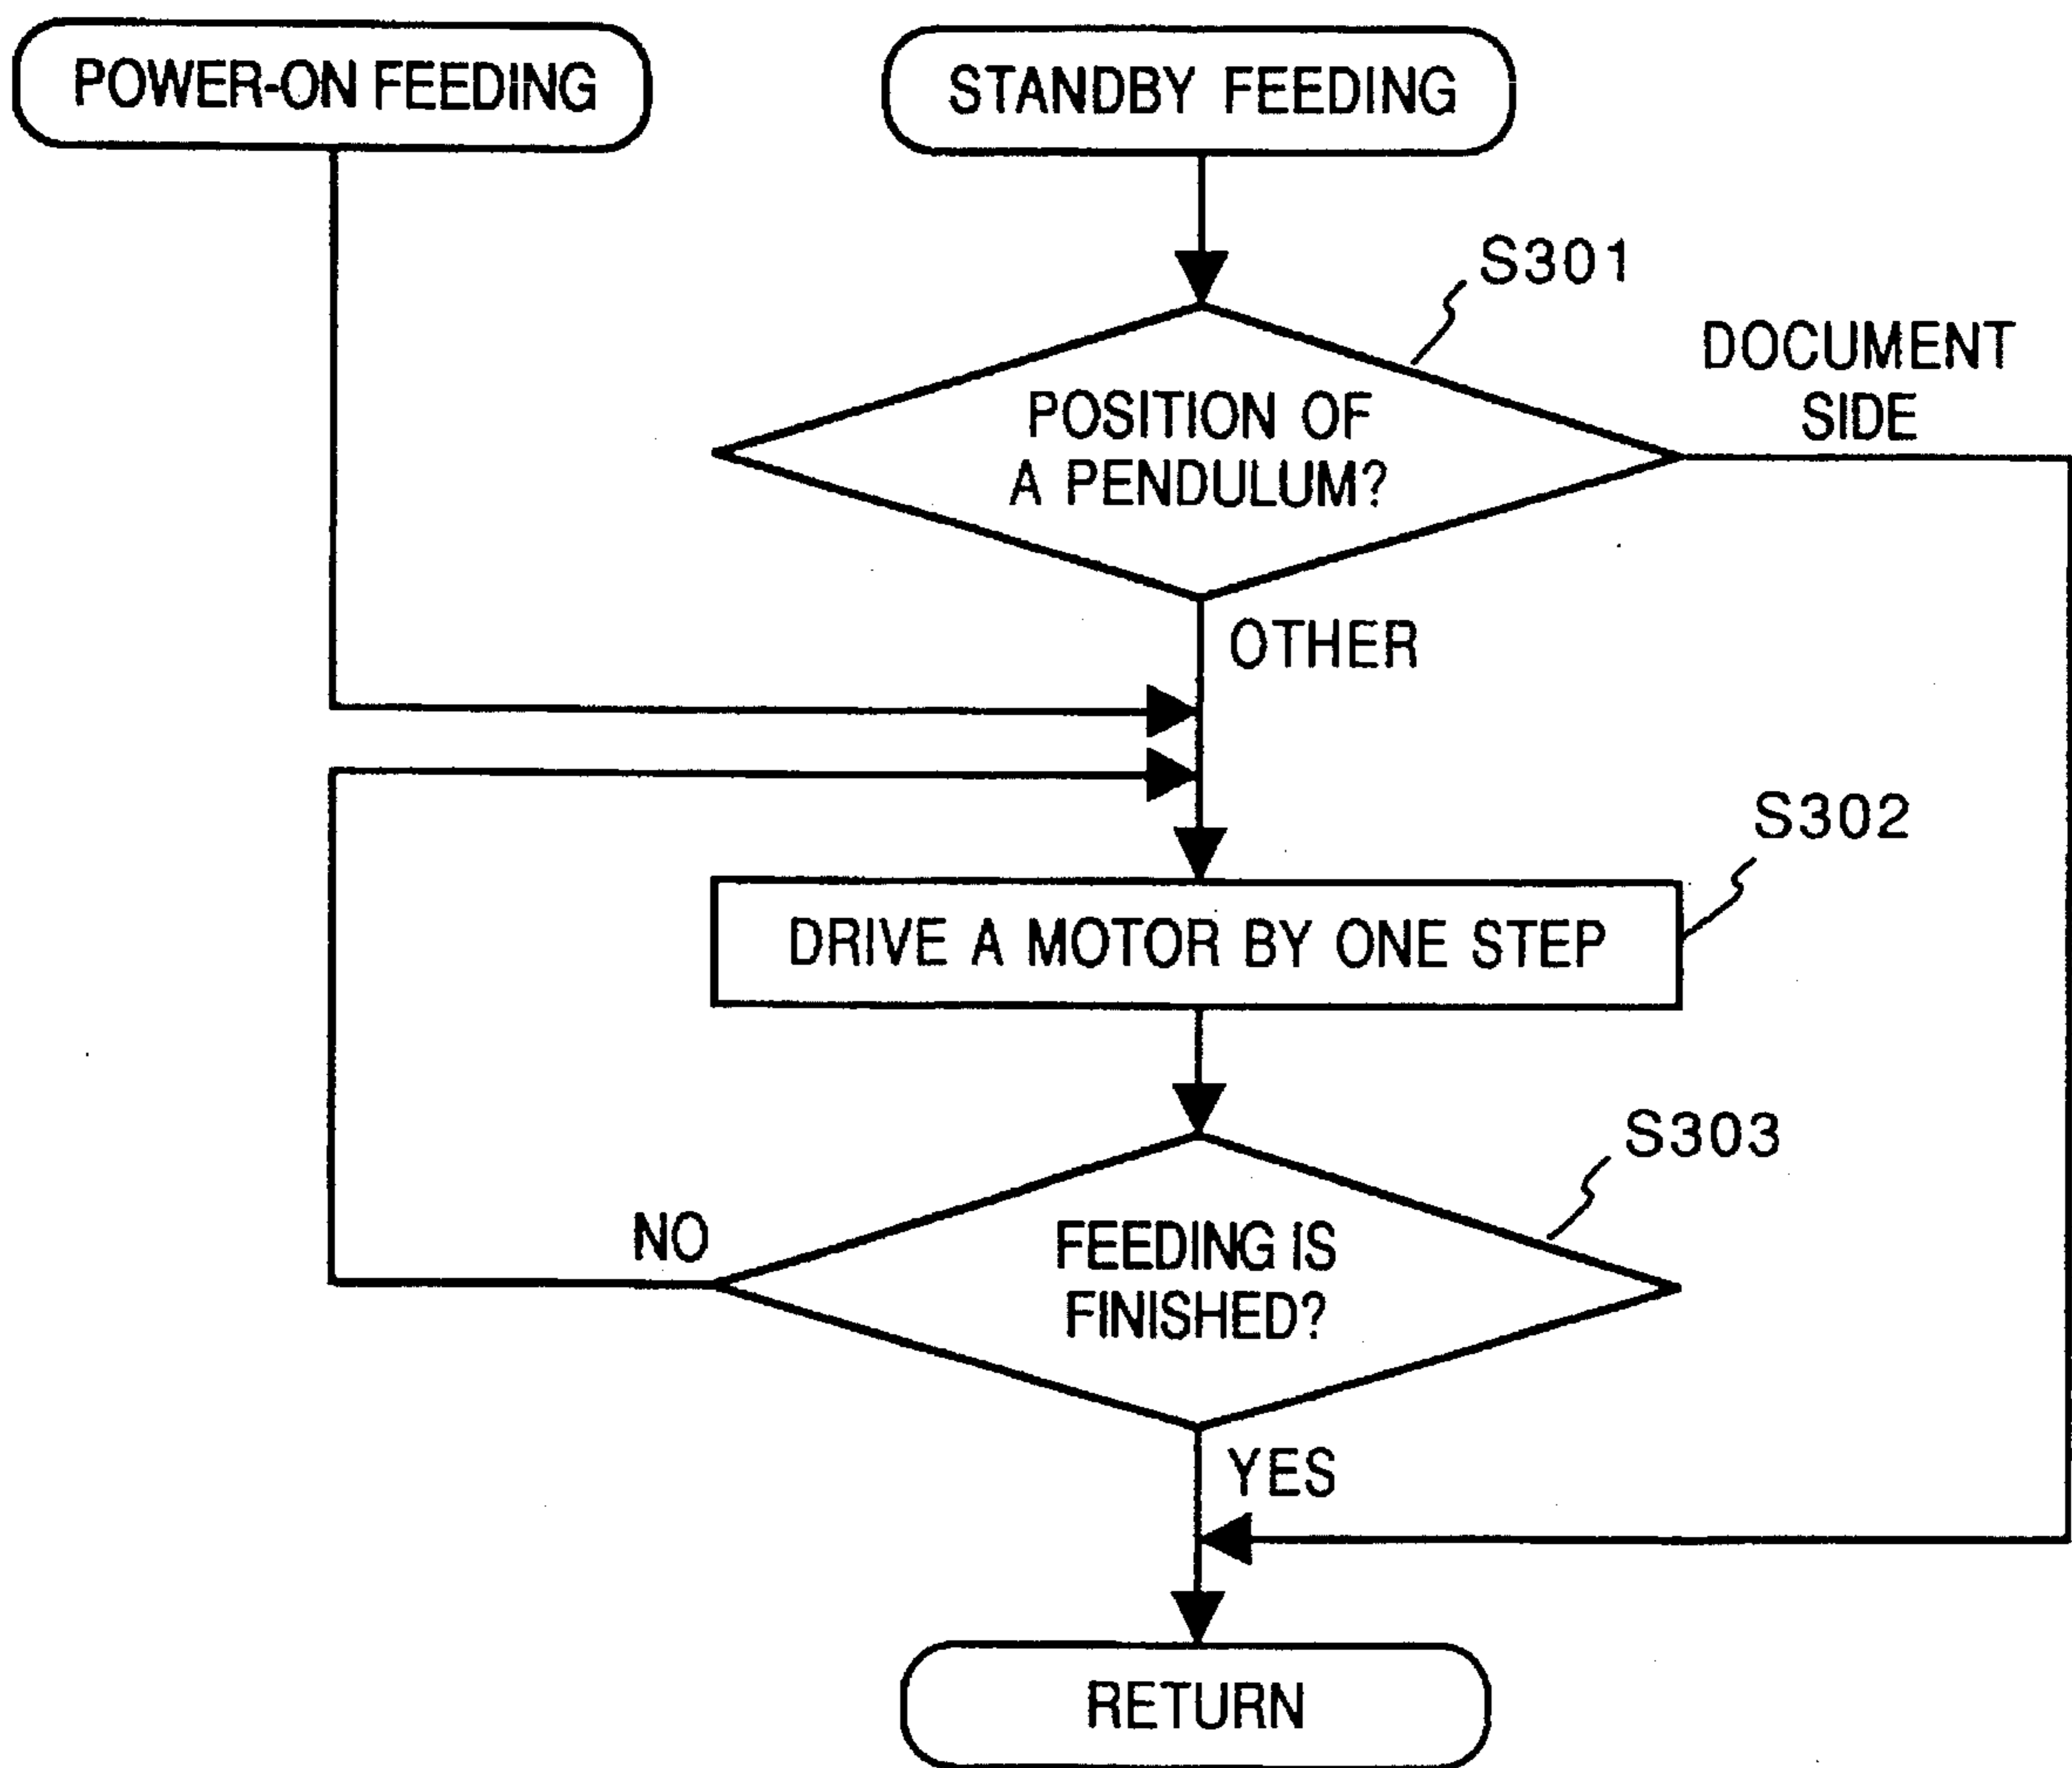 POWER-ON FEEDING
STANDBY FEEDING
S301
DOCUMENT
SIDE
POSITION OF
A PENDULUM?
OTHER
S302
DRIVE A MOTOR BY ONE STEP
S303
NO
FEEDING IS
FINISHED?
YES
RETURN